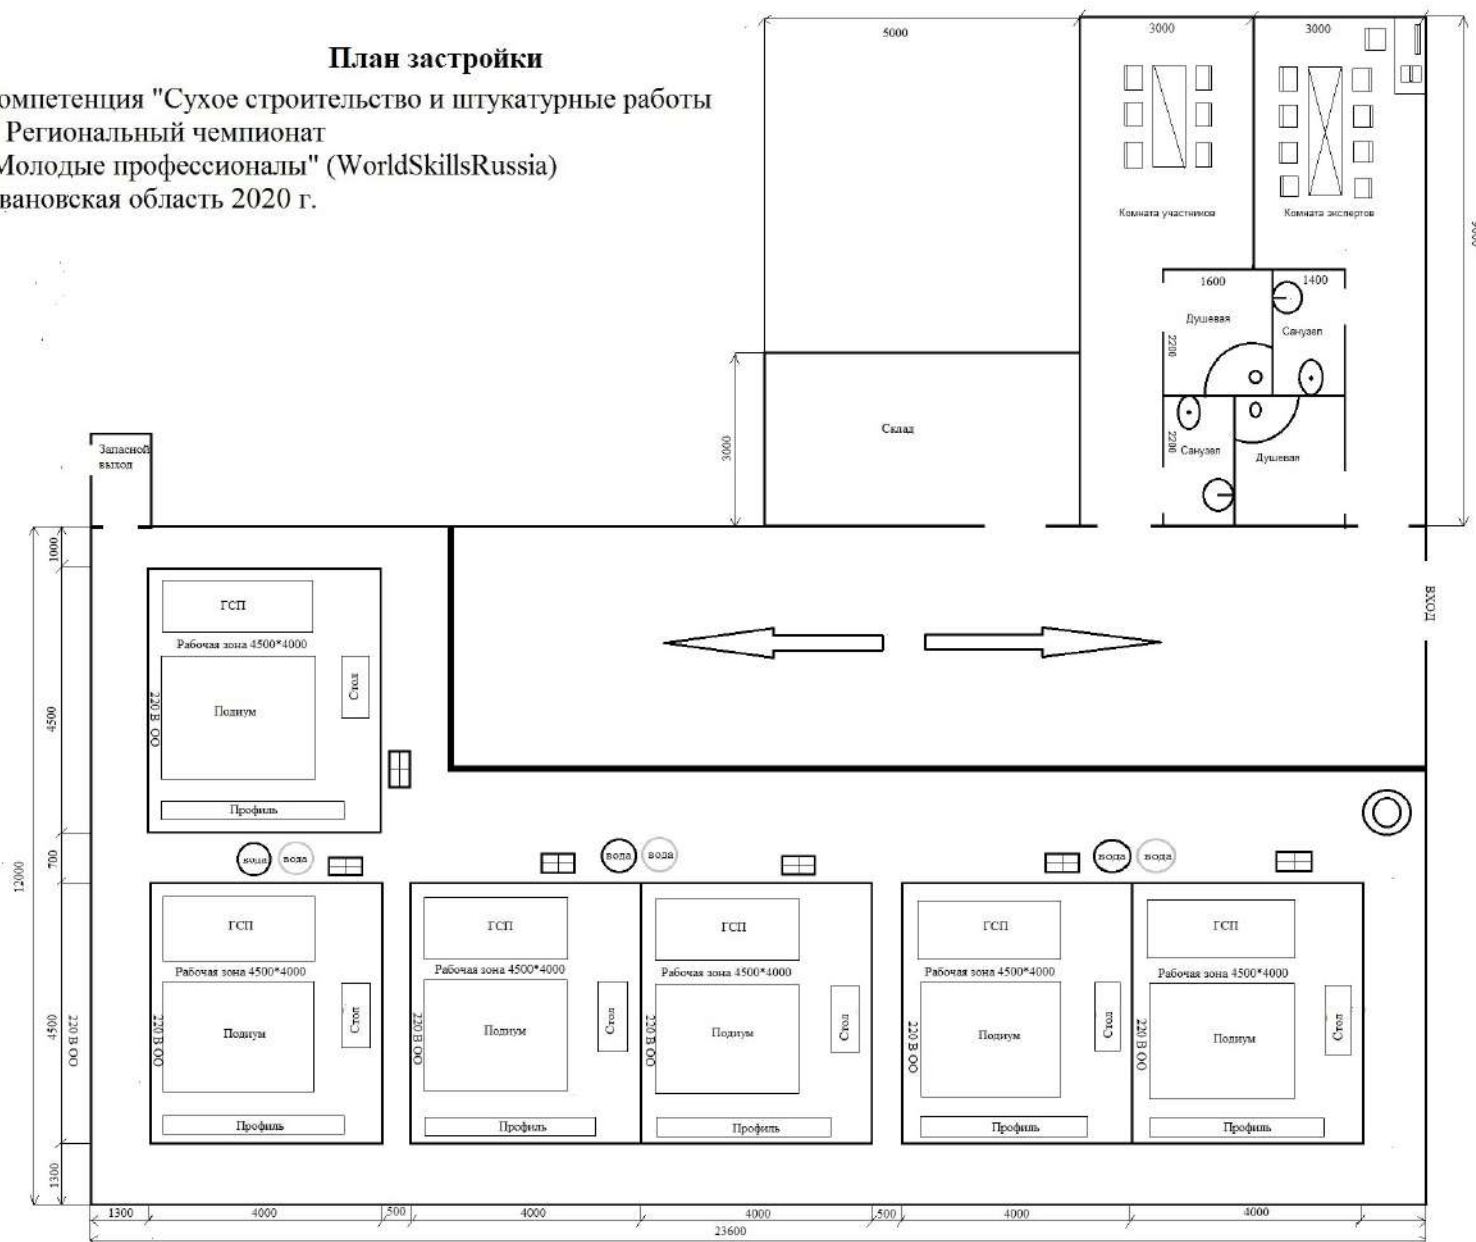 План застройки
омпетенция "Сухое строительство и штукатурные работы
Региональный чемпионат
Молодые профессионалы" (WorldSkillsRussia)
вановская область 2020 г.
5000
3000
3000
Комната участников
Комната экспертов
1600
1400
Душевая
Санузел
2200
2200
Санузел
Душевая
3000
Склад
Запасной
выход
ВХОД
1000
4500
700
12000
4500
1300
220 В ОО
ГСП
Рабочая зона 4500*4000
220 В ОО
Подиум
Стол
Профиль
вода
вода
вода
вода
вода
вода
ГСП
Рабочая зона 4500*4000
220 В ОО
Подиум
Стол
Профиль
ГСП
Рабочая зона 4500*4000
220 В ОО
Подиум
Стол
Профиль
ГСП
Рабочая зона 4500*4000
220 В ОО
Подиум
Стол
Профиль
ГСП
Рабочая зона 4500*4000
220 В ОО
Подиум
Стол
Профиль
ГСП
Рабочая зона 4500*4000
220 В ОО
Подиум
Стол
Профиль
1300
4000
500
4000
4000
500
4000
4000
23600